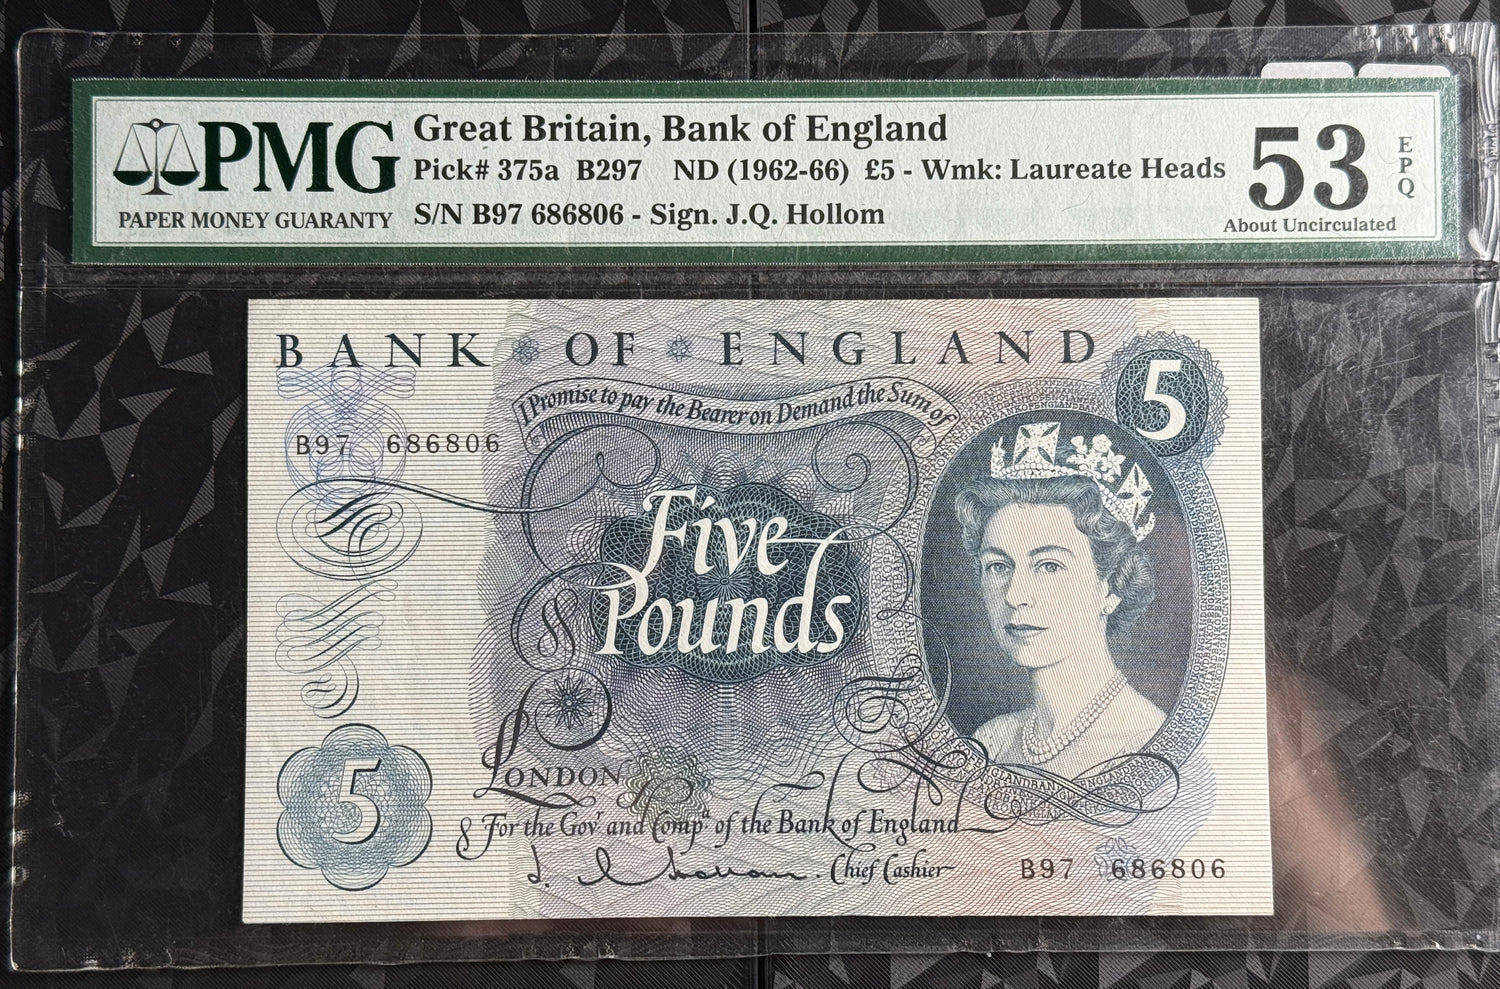 PMG
PAPER MONEY GUARANTY
Great Britain, Bank of England
Pick# 375a B297 ND (1962-66) £5 - Wmk: Laureate Heads
S/N B97 686806 - Sign. J.Q. Hollom
53
EPQ
About Uncirculated
BANK OF ENGLAND
5
I Promise to pay the Bearer on Demand the Sum of
B97 686806
Five
Pounds
LONDON
5
For the Govr and Compa of the Bank of England
Chief Cashier
B97 686806